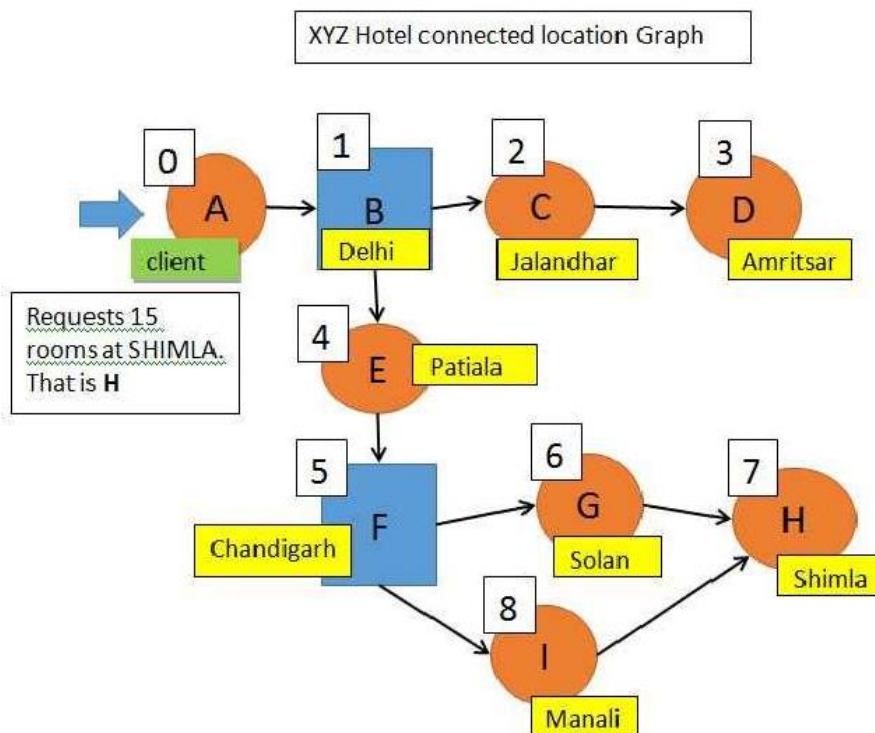 XYZ Hotel connected location Graph
0
A
client
1
B
Delhi
2
C
Jalandhar
3
D
Amritsar
Requests 15
rooms at SHIMLA.
That is H
4
E
Patiala
5
F
Chandigarh
6
G
Solan
7
H
Shimla
8
I
Manali